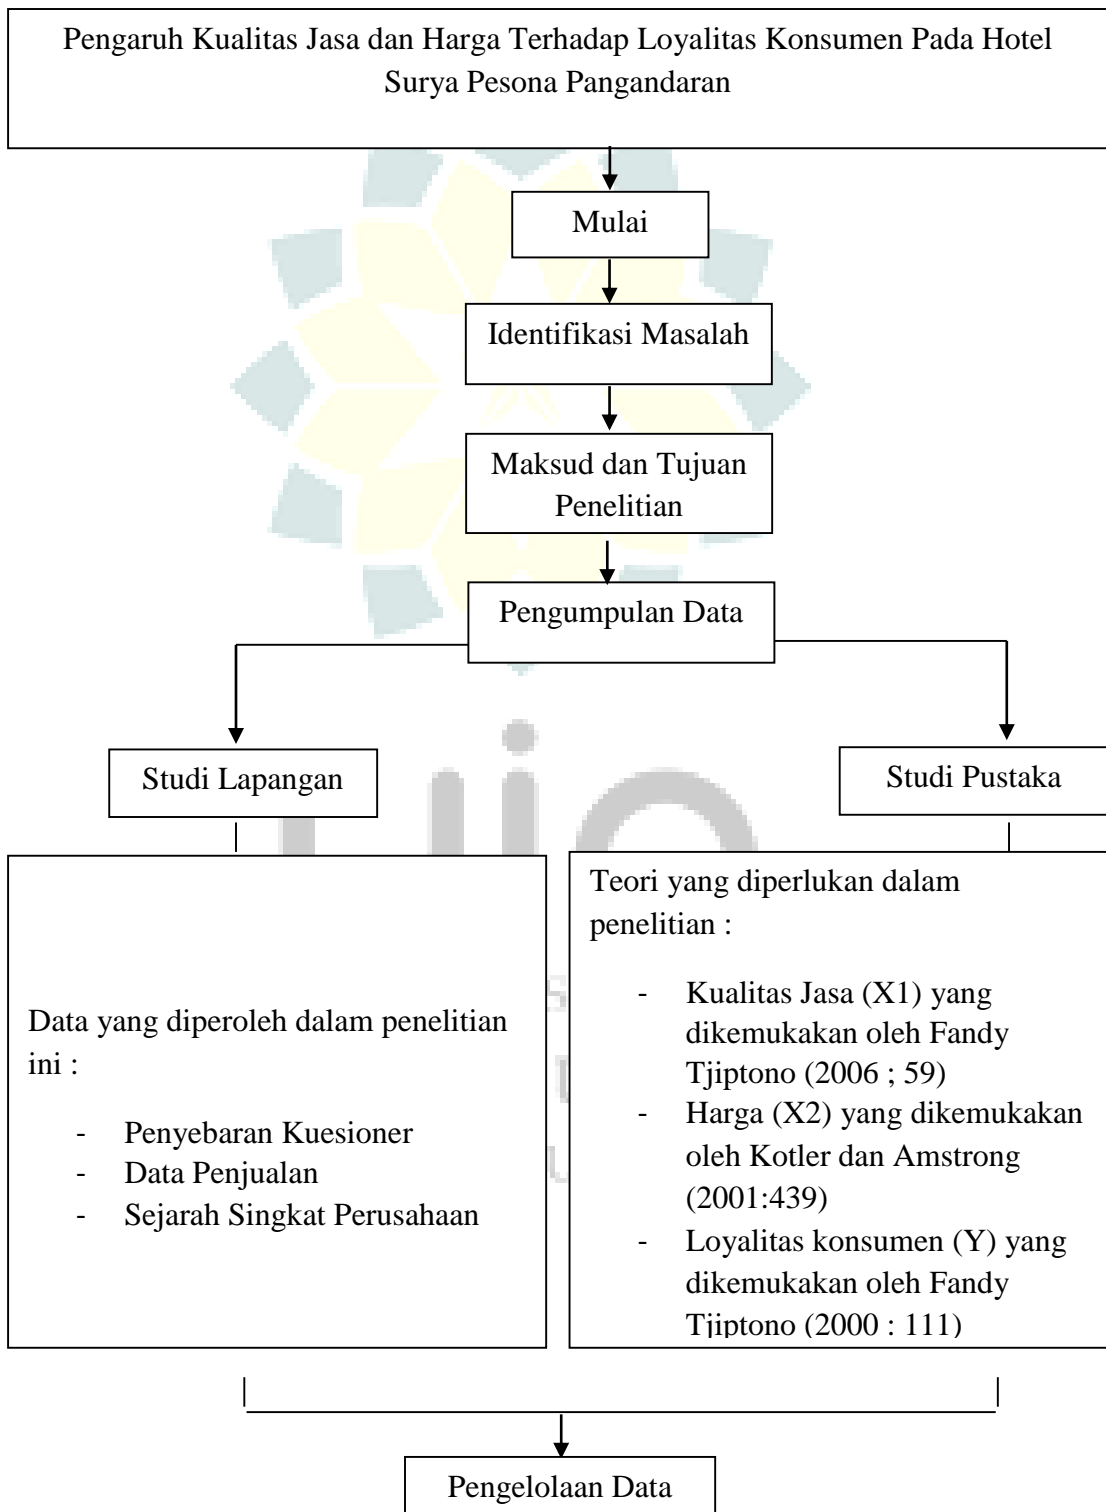 Pengaruh Kualitas Jasa dan Harga Terhadap Loyalitas Konsumen Pada Hotel
Surya Pesona Pangandaran
Mulai
Identifikasi Masalah
Maksud dan Tujuan
Penelitian
Pengumpulan Data
Studi Lapangan
Studi Pustaka
Data yang diperoleh dalam penelitian
ini :
- Penyebaran Kuesioner
- Data Penjualan
- Sejarah Singkat Perusahaan
Teori yang diperlukan dalam
penelitian :
- Kualitas Jasa (X1) yang
dikemukakan oleh Fandy
Tjiptono (2006 ; 59)
- Harga (X2) yang dikemukakan
oleh Kotler dan Amstrong
(2001:439)
- Loyalitas konsumen (Y) yang
dikemukakan oleh Fandy
Tjiptono (2000 : 111)
Pengelolaan Data